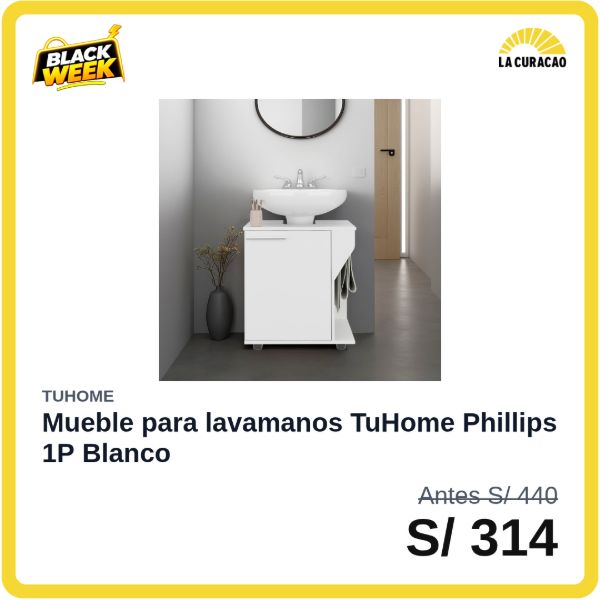 BLACK
WEEK
LA CURACAO
TUHOME
Mueble para lavamanos TuHome Phillips
1P Blanco
Antes S/ 440
S/ 314